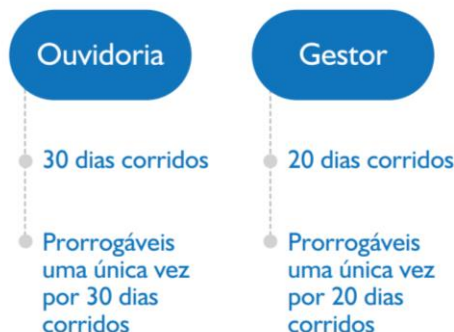 Ouvidoria
30 dias corridos
Prorrogáveis
uma única vez
por 30 dias
corridos
Gestor
20 dias corridos
Prorrogáveis
uma única vez
por 20 dias
corridos